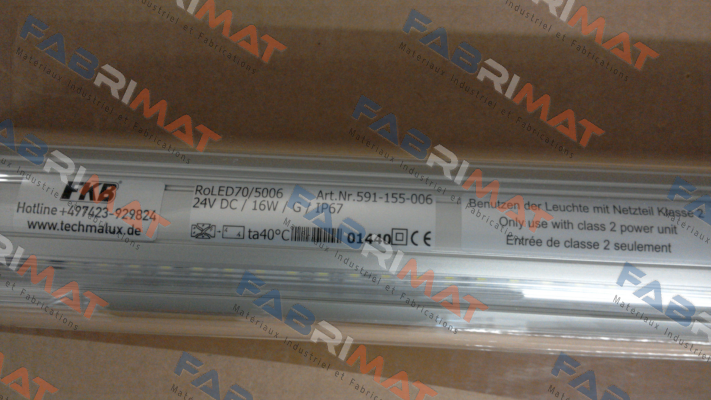 FKB
Hotline +497423-929824
www.techmalux.de
RoLED70/5006 Art.Nr.591-155-006
24V DC / 16W / G / IP67
ta40°C 01440 CE
Benutzen der Leuchte mit Netzteil Klasse 2
Only use with class 2 power unit
Entrée de classe 2 seulement
FABRIMAT
Materiaux Industriel et Fabrications